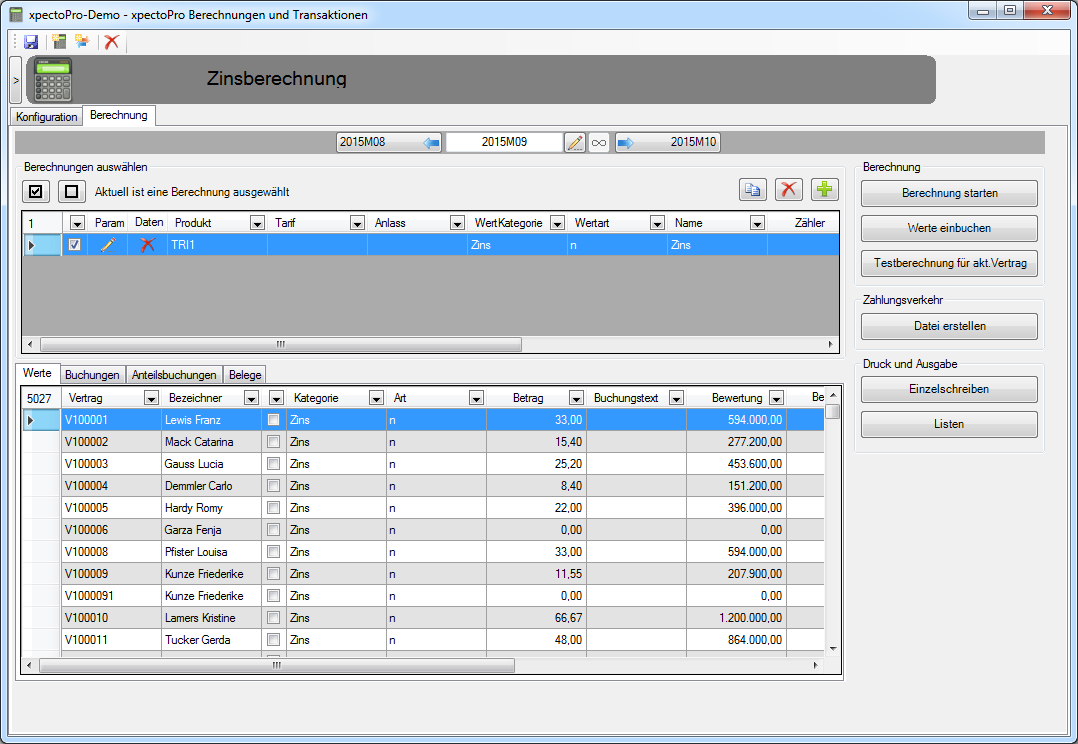 xpectoPro-Demo - xpectoPro Berechnungen und Transaktionen
>
Zinsberechnung
Konfiguration Berechnung
2015M08 2015M09 2015M10
Berechnungen auswählen
Aktuell ist eine Berechnung ausgewählt
1 Param Daten Produkt Tarif Anlass WertKategorie Wertart Name Zähler
TRI1 Zins n Zins
Berechnung
Berechnung starten
Werte einbuchen
Testberechnung für akt.Vertrag
Zahlungsverkehr
Datei erstellen
Druck und Ausgabe
Einzelschreiben
Listen
Werte Buchungen Anteilsbuchungen Belege
5027 Vertrag Bezeichner Kategorie Art Betrag Buchungstext Bewertung Be
V100001 Lewis Franz Zins n 33,00 594.000,00
V100002 Mack Catarina Zins n 15,40 277.200,00
V100003 Gauss Lucia Zins n 25,20 453.600,00
V100004 Demmler Carlo Zins n 8,40 151.200,00
V100005 Hardy Romy Zins n 22,00 396.000,00
V100006 Garza Fenja Zins n 0,00 0,00
V100008 Pfister Louisa Zins n 33,00 594.000,00
V100009 Kunze Friederike Zins n 11,55 207.900,00
V1000091 Kunze Friederike Zins n 0,00 0,00
V100010 Lamers Kristine Zins n 66,67 1.200.000,00
V100011 Tucker Gerda Zins n 48,00 864.000,00